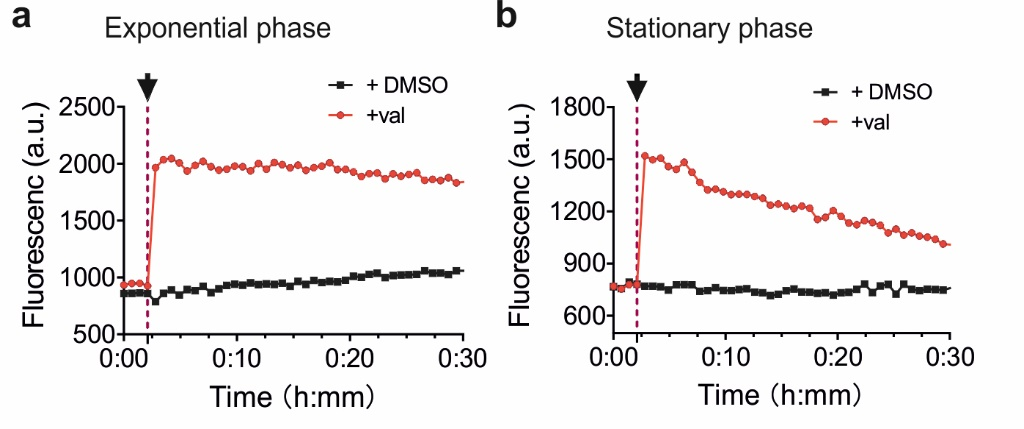 a
Exponential phase
+ DMSO
+val
Fluorescenc (a.u.)
2500
2000
1500
1000
500
0:00 0:10 0:20 0:30
Time (h:mm)
b
Stationary phase
+ DMSO
+val
Fluorescenc (a.u.)
1800
1500
1200
900
600
0:00 0:10 0:20 0:30
Time (h:mm)